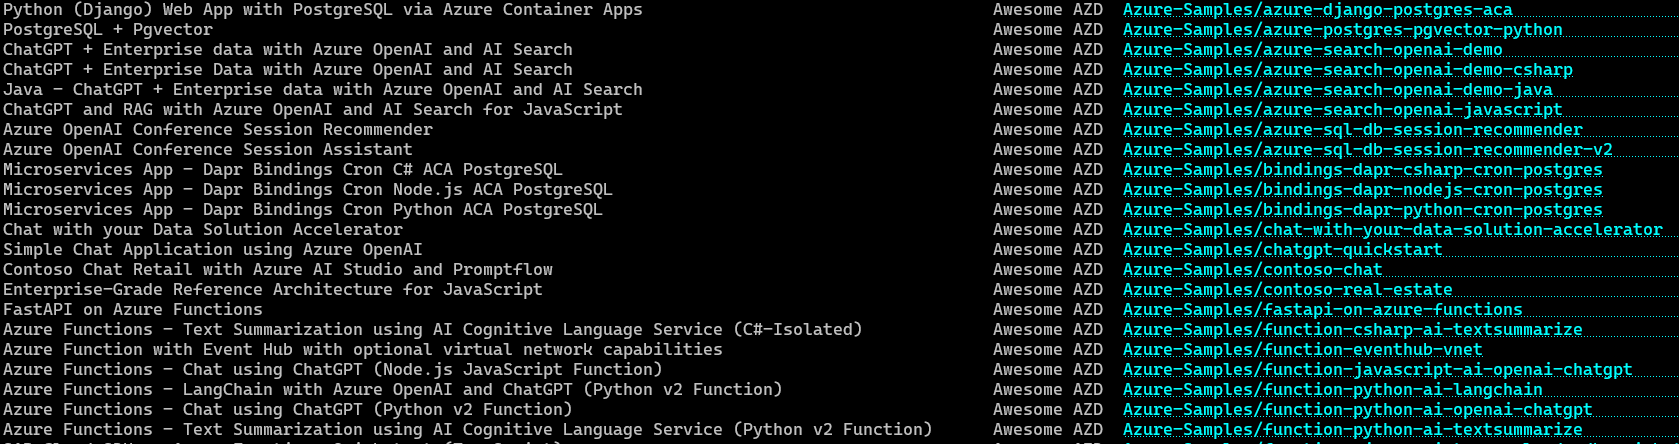 Python (Django) Web App with PostgreSQL via Azure Container Apps Awesome AZD Azure-Samples/azure-django-postgres-aca
PostgreSQL + Pgvector Awesome AZD Azure-Samples/azure-postgres-pgvector-python
ChatGPT + Enterprise data with Azure OpenAI and AI Search Awesome AZD Azure-Samples/azure-search-openai-demo
ChatGPT + Enterprise Data with Azure OpenAI and AI Search Awesome AZD Azure-Samples/azure-search-openai-demo-csharp
Java - ChatGPT + Enterprise data with Azure OpenAI and AI Search Awesome AZD Azure-Samples/azure-search-openai-demo-java
ChatGPT and RAG with Azure OpenAI and AI Search for JavaScript Awesome AZD Azure-Samples/azure-search-openai-javascript
Azure OpenAI Conference Session Recommender Awesome AZD Azure-Samples/azure-sql-db-session-recommender
Azure OpenAI Conference Session Assistant Awesome AZD Azure-Samples/azure-sql-db-session-recommender-v2
Microservices App - Dapr Bindings Cron C# ACA PostgreSQL Awesome AZD Azure-Samples/bindings-dapr-csharp-cron-postgres
Microservices App - Dapr Bindings Cron Node.js ACA PostgreSQL Awesome AZD Azure-Samples/bindings-dapr-nodejs-cron-postgres
Microservices App - Dapr Bindings Cron Python ACA PostgreSQL Awesome AZD Azure-Samples/bindings-dapr-python-cron-postgres
Chat with your Data Solution Accelerator Awesome AZD Azure-Samples/chat-with-your-data-solution-accelerator
Simple Chat Application using Azure OpenAI Awesome AZD Azure-Samples/chatgpt-quickstart
Contoso Chat Retail with Azure AI Studio and Promptflow Awesome AZD Azure-Samples/contoso-chat
Enterprise-Grade Reference Architecture for JavaScript Awesome AZD Azure-Samples/contoso-real-estate
FastAPI on Azure Functions Awesome AZD Azure-Samples/fastapi-on-azure-functions
Azure Functions - Text Summarization using AI Cognitive Language Service (C#-Isolated) Awesome AZD Azure-Samples/function-csharp-ai-textsummarize
Azure Function with Event Hub with optional virtual network capabilities Awesome AZD Azure-Samples/function-eventhub-vnet
Azure Functions - Chat using ChatGPT (Node.js JavaScript Function) Awesome AZD Azure-Samples/function-javascript-ai-openai-chatgpt
Azure Functions - LangChain with Azure OpenAI and ChatGPT (Python v2 Function) Awesome AZD Azure-Samples/function-python-ai-langchain
Azure Functions - Chat using ChatGPT (Python v2 Function) Awesome AZD Azure-Samples/function-python-ai-openai-chatgpt
Azure Functions - Text Summarization using AI Cognitive Language Service (Python v2 Function) Awesome AZD Azure-Samples/function-python-ai-textsummarize